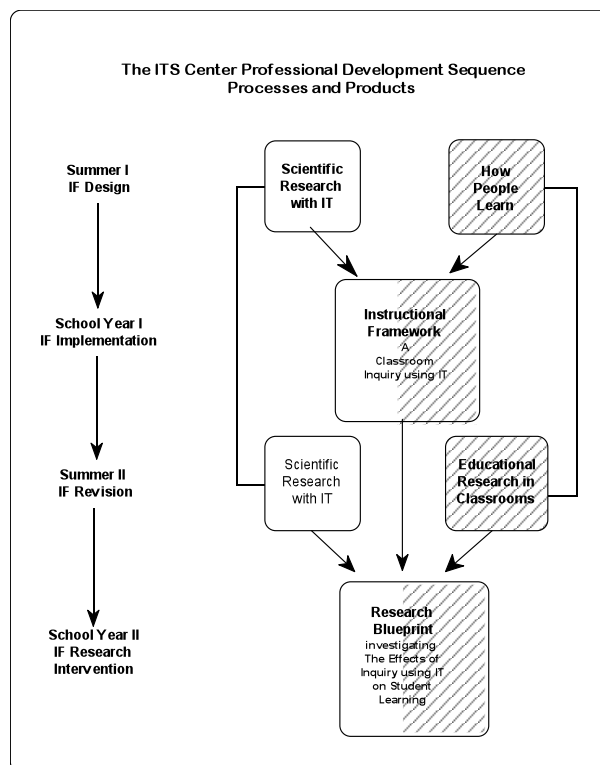 The ITS Center Professional Development Sequence
Processes and Products
Summer I
IF Design
Scientific
Research
with IT
How
People
Learn
School Year I
IF Implementation
Instructional
Framework
A
Classroom
Inquiry using IT
Summer II
IF Revision
Scientific
Research
with IT
Educational
Research in
Classrooms
School Year II
IF Research
Intervention
Research
Blueprint
investigating
The Effects of
Inquiry using IT
on Student
Learning